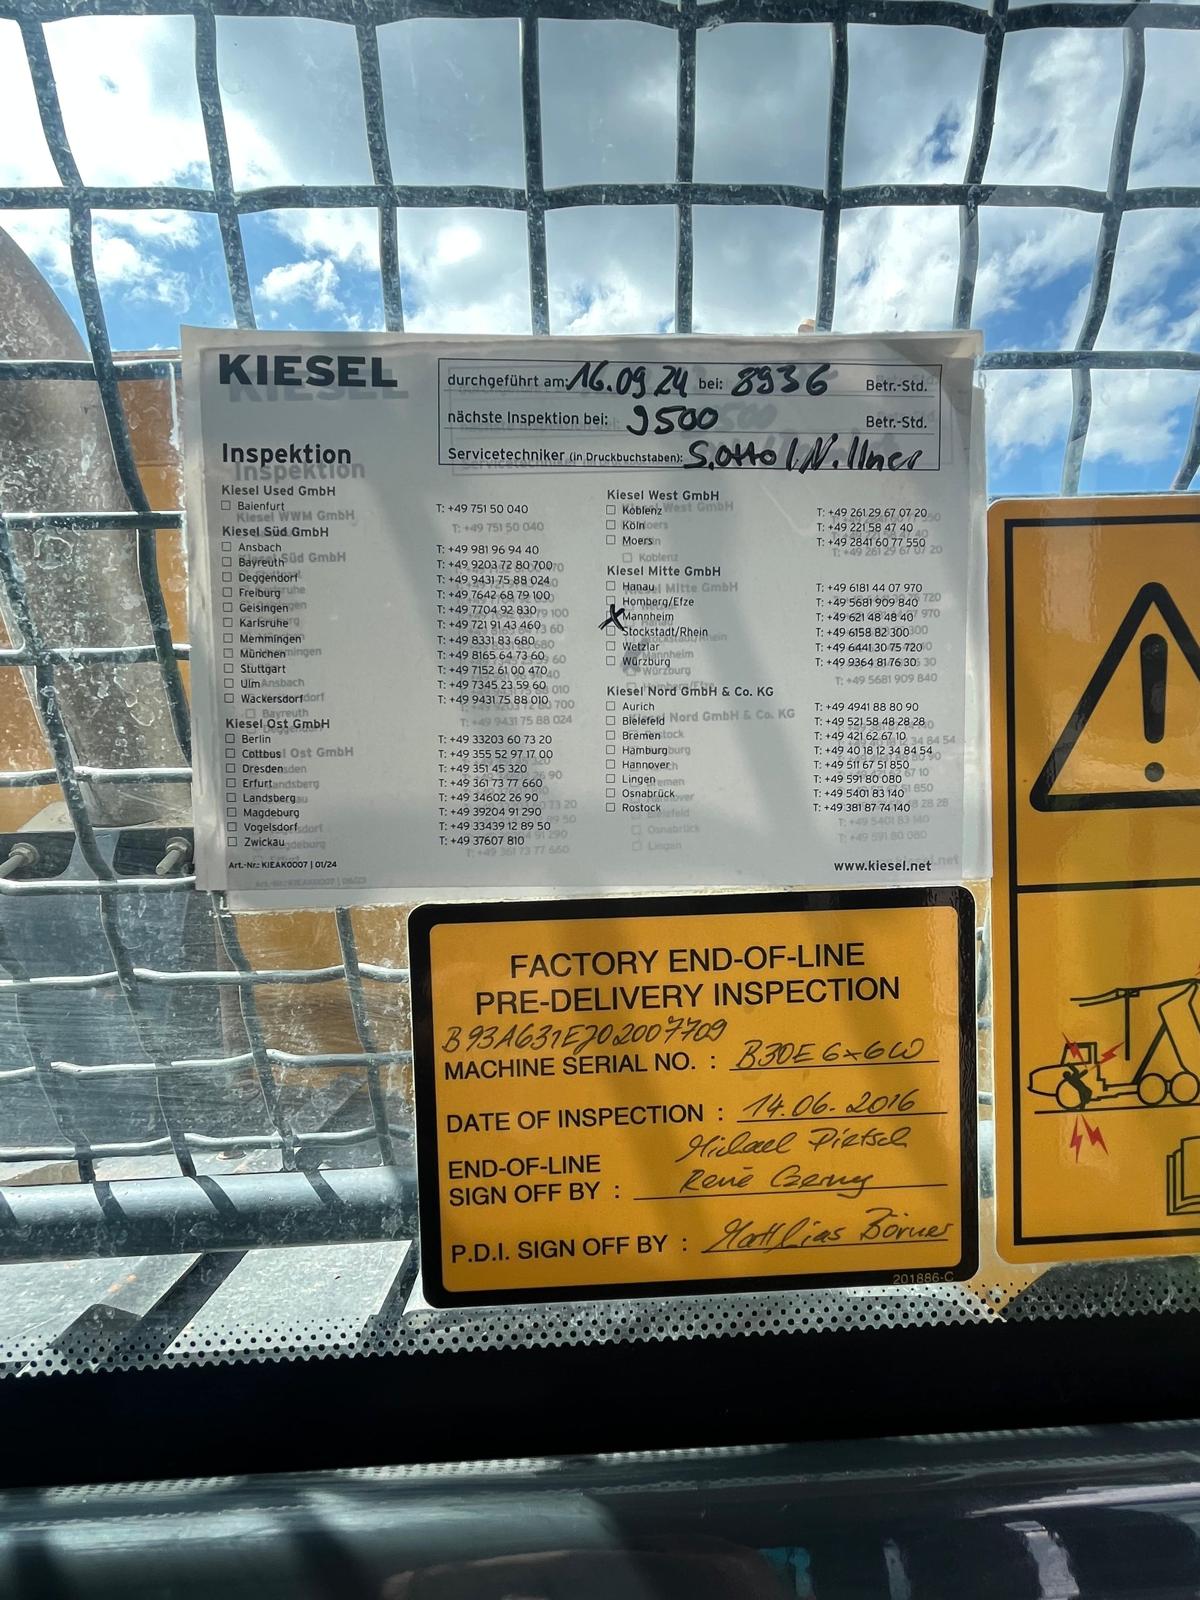 KIESEL
durchgeführt am: 16.09.24 bei: 8936 Betr.-Std.
nächste Inspektion bei: 9500 Betr.-Std.
Inspektion
Servicetechniker (in Druckbuchstaben): S.Otto /
Kiesel Used GmbH
Baienfurt T: +49 751 50 040
Kiesel Süd GmbH
Ansbach T: +49 981 96 94 40
Bayreuth T: +49 9203 72 80 700
Deggendorf T: +49 9431 75 88 024
Freiburg T: +49 7642 68 79 100
Geisingen T: +49 7704 92 830
Karlsruhe T: +49 721 91 43 460
Memmingen T: +49 8331 83 680
München T: +49 8165 64 73 60
Stuttgart T: +49 7152 61 00 470
Ulm T: +49 7345 23 59 60
Wackersdorf T: +49 9431 75 88 010
Kiesel Ost GmbH
Berlin T: +49 33203 60 73 20
Cottbus T: +49 355 52 97 17 00
Dresden T: +49 351 45 320
Erfurt T: +49 361 73 77 660
Landsberg T: +49 34602 26 90
Magdeburg T: +49 39204 91 290
Vogelsdorf T: +49 33439 12 89 50
Zwickau T: +49 37607 810
Art.-Nr.: KIEAK0007 | 01/24
Kiesel West GmbH
Koblenz T: +49 261 29 67 07 20
Köln T: +49 221 58 47 40
Moers T: +49 2841 60 77 550
Kiesel Mitte GmbH
Hanau T: +49 6181 44 07 970
Homberg/Efze T: +49 5681 909 840
X Mannheim T: +49 621 48 48 40
Stockstadt/Rhein T: +49 6158 82 300
Wetzlar T: +49 6441 30 75 720
Würzburg T: +49 9364 81 76 30
Kiesel Nord GmbH & Co. KG
Aurich T: +49 4941 88 80 90
Bielefeld T: +49 521 58 48 28 28
Bremen T: +49 421 62 67 10
Hamburg T: +49 40 18 12 34 84 54
Hannover T: +49 511 67 51 850
Lingen T: +49 591 80 080
Osnabrück T: +49 5401 83 140
Rostock T: +49 381 87 74 140
www.kiesel.net
FACTORY END-OF-LINE
PRE-DELIVERY INSPECTION
B93A631EJ02007709
MACHINE SERIAL NO. : B30E 6x6 W
DATE OF INSPECTION : 14.06.2016
Michael Pietsch
END-OF-LINE
SIGN OFF BY : René Czerny
P.D.I. SIGN OFF BY : Matthias Börner
201886-C